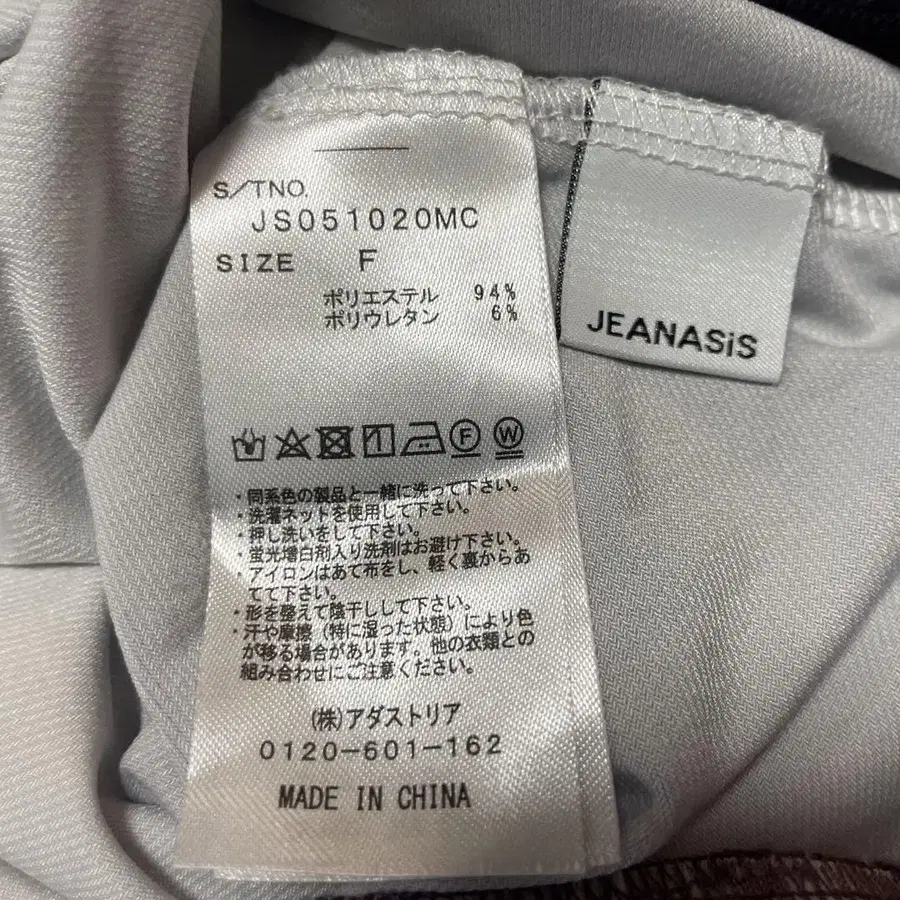 S/TNO.
JS051020MC
SIZE F
ポリエステル 94%
ポリウレタン 6%
JEANASiS
F W
・同系色の製品と一緒に洗って下さい。
・洗濯ネットを使用して下さい。
・押し洗いをして下さい。
・蛍光増白剤入り洗剤はお避け下さい。
・アイロンはあて布をし、軽く裏からあ
てて下さい。
・形を整えて陰干しして下さい。
・汗や摩擦（特に湿った状態）により色
が移る場合があります。他の衣類との
組み合わせにご注意ください。
(株)アダストリア
0120-601-162
MADE IN CHINA